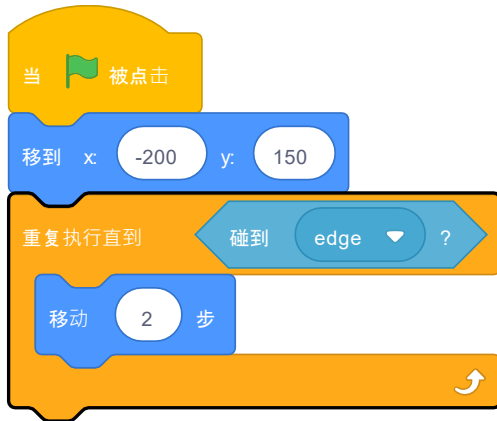 当 被点击
移到 x: -200 y: 150
重复执行直到 碰到 edge ?
移动 2 步